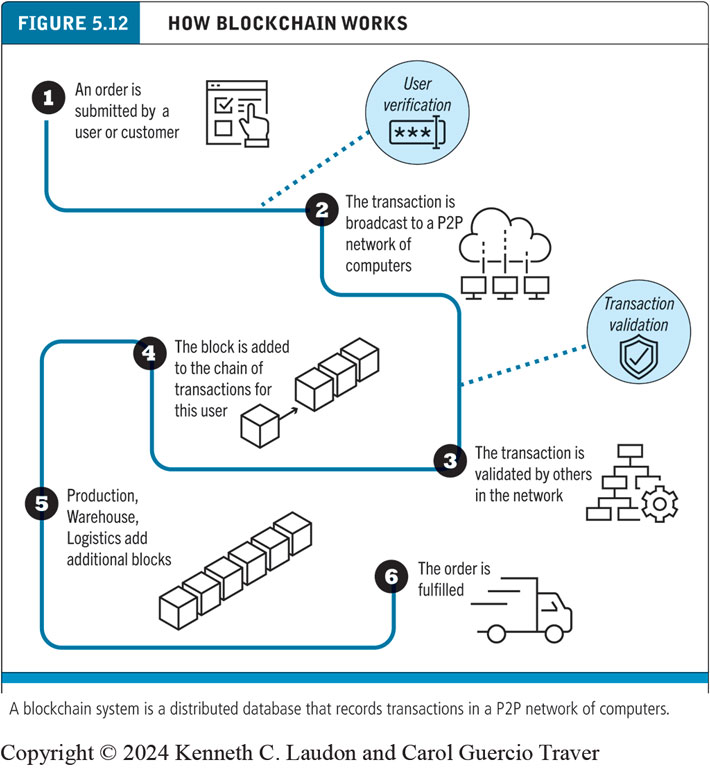 FIGURE 5.12 HOW BLOCKCHAIN WORKS
1 An order is
submitted by a
user or customer
User
verification
***
2 The transaction is
broadcast to a P2P
network of
computers
Transaction
validation
4 The block is added
to the chain of
transactions for
this user
3 The transaction is
validated by others
in the network
5 Production,
Warehouse,
Logistics add
additional blocks
6 The order is
fulfilled
A blockchain system is a distributed database that records transactions in a P2P network of computers.
Copyright © 2024 Kenneth C. Laudon and Carol Guercio Traver